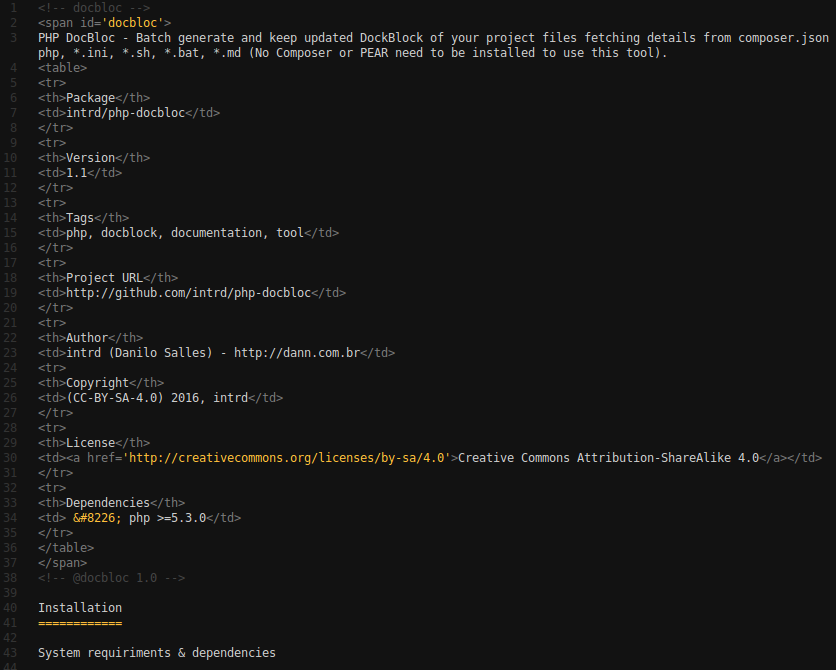 1 <!-- docbloc -->
2 <span id='docbloc'>
3 PHP DocBloc - Batch generate and keep updated DockBlock of your project files fetching details from composer.json
php, *.ini, *.sh, *.bat, *.md (No Composer or PEAR need to be installed to use this tool).
4 <table>
5 <tr>
6 <th>Package</th>
7 <td>intrd/php-docbloc</td>
8 </tr>
9 <tr>
10 <th>Version</th>
11 <td>1.1</td>
12 </tr>
13 <tr>
14 <th>Tags</th>
15 <td>php, docblock, documentation, tool</td>
16 </tr>
17 <tr>
18 <th>Project URL</th>
19 <td>http://github.com/intrd/php-docbloc</td>
20 </tr>
21 <tr>
22 <th>Author</th>
23 <td>intrd (Danilo Salles) - http://dann.com.br</td>
24 <tr>
25 <th>Copyright</th>
26 <td>(CC-BY-SA-4.0) 2016, intrd</td>
27 </tr>
28 <tr>
29 <th>License</th>
30 <td><a href='http://creativecommons.org/licenses/by-sa/4.0'>Creative Commons Attribution-ShareAlike 4.0</a></td>
31 </tr>
32 <tr>
33 <th>Dependencies</th>
34 <td> &#8226; php >=5.3.0</td>
35 </tr>
36 </table>
37 </span>
38 <!-- @docbloc 1.0 -->
39
40 Installation
41 ============
42
43 System requiriments & dependencies
44